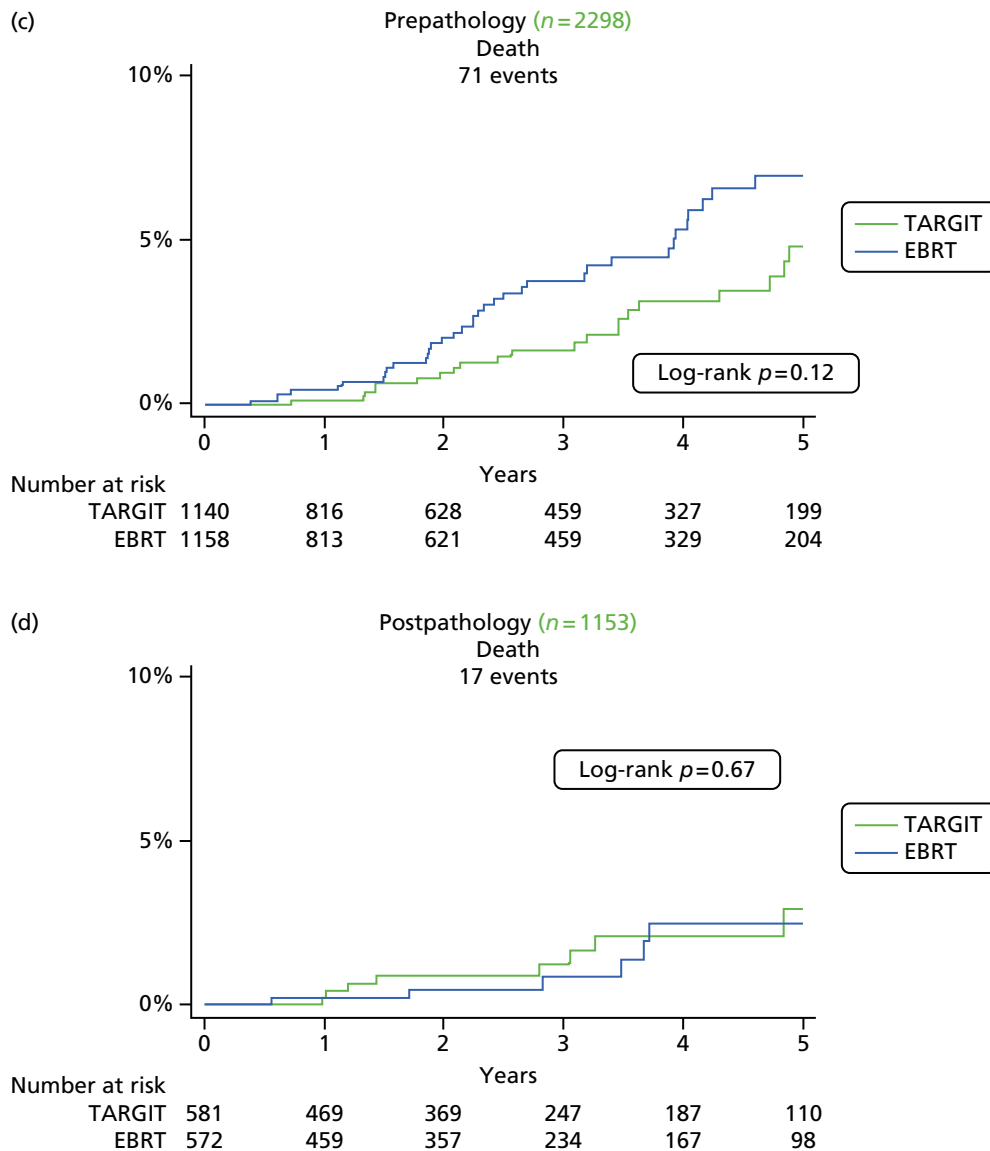 (c)
Prepathology (n=2298)
Death
71 events
10%
5%
0%
TARGIT
EBRT
Log-rank p=0.12
0 1 2 3 4 5
Years
Number at risk
TARGIT 1140 816 628 459 327 199
EBRT 1158 813 621 459 329 204
(d)
Postpathology (n=1153)
Death
17 events
10%
5%
0%
Log-rank p=0.67
TARGIT
EBRT
0 1 2 3 4 5
Years
Number at risk
TARGIT 581 469 369 247 187 110
EBRT 572 459 357 234 167 98